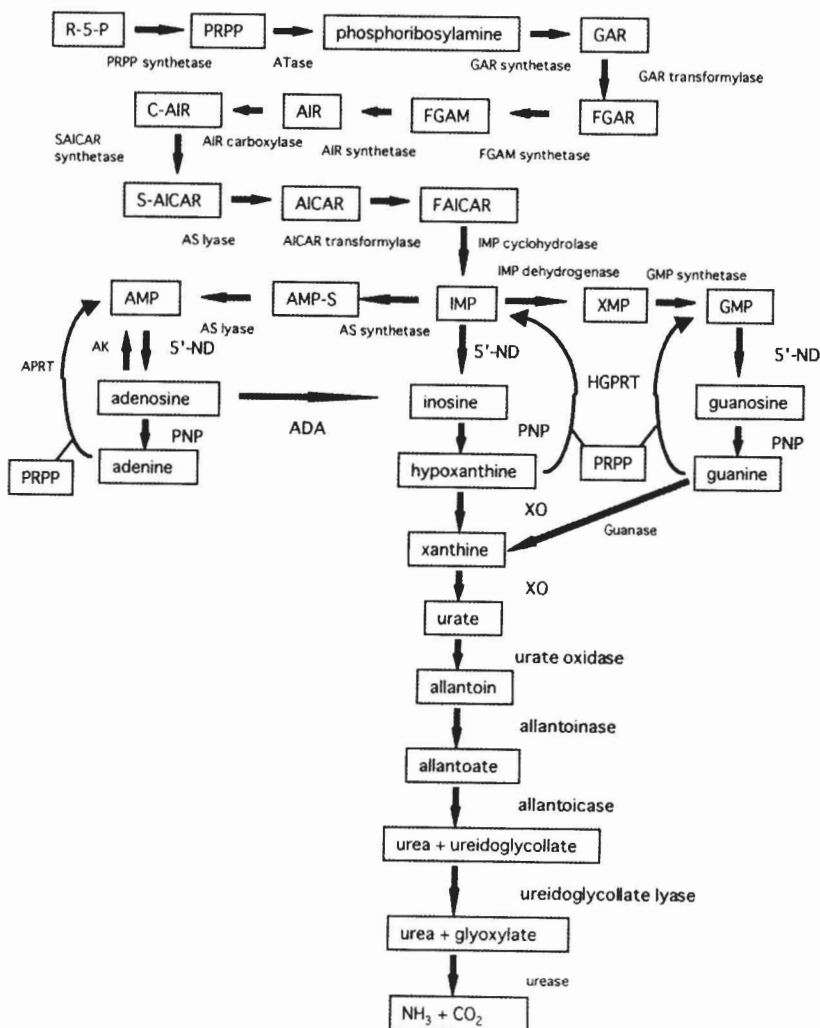 R-5-P PRPP phosphoribosylamine GAR
PRPP synthetase ATase GAR synthetase
GAR transformylase
C-AIR AIR FGAM FGAR
SAICAR
synthetase
AIR carboxylase AIR synthetase FGAM synthetase
S-AICAR AICAR FAICAR
AS lyase AICAR transformylase IMP cyclohydrolase
IMP dehydrogenase GMP synthetase
AMP AMP-S IMP XMP GMP
AS lyase AS synthetase
APRT AK 5'-ND 5'-ND HGPRT 5'-ND
adenosine ADA inosine guanosine
PNP PNP PNP
PRPP adenine hypoxanthine PRPP guanine
XO
Guanase
xanthine
XO
urate
urate oxidase
allantoin
allantoinase
allantoate
allantoicase
urea + ureidoglycollate
ureidoglycollate lyase
urea + glyoxylate
urease
NH₃ + CO₂